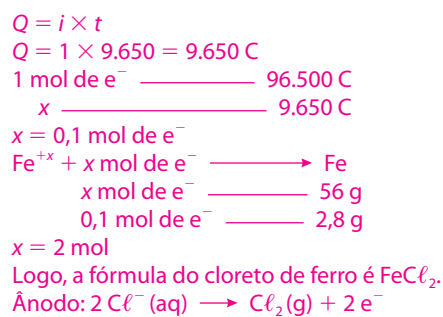 Q = i × t
Q = 1 × 9.650 = 9.650 C
1 mol de e⁻ ———— 96.500 C
x ———— 9.650 C
x = 0,1 mol de e⁻
Fe⁺ˣ + x mol de e⁻ ⟶ Fe
x mol de e⁻ ———— 56 g
0,1 mol de e⁻ ———— 2,8 g
x = 2 mol
Logo, a fórmula do cloreto de ferro é FeCℓ₂.
Ânodo: 2 Cℓ⁻ (aq) ⟶ Cℓ₂(g) + 2 e⁻